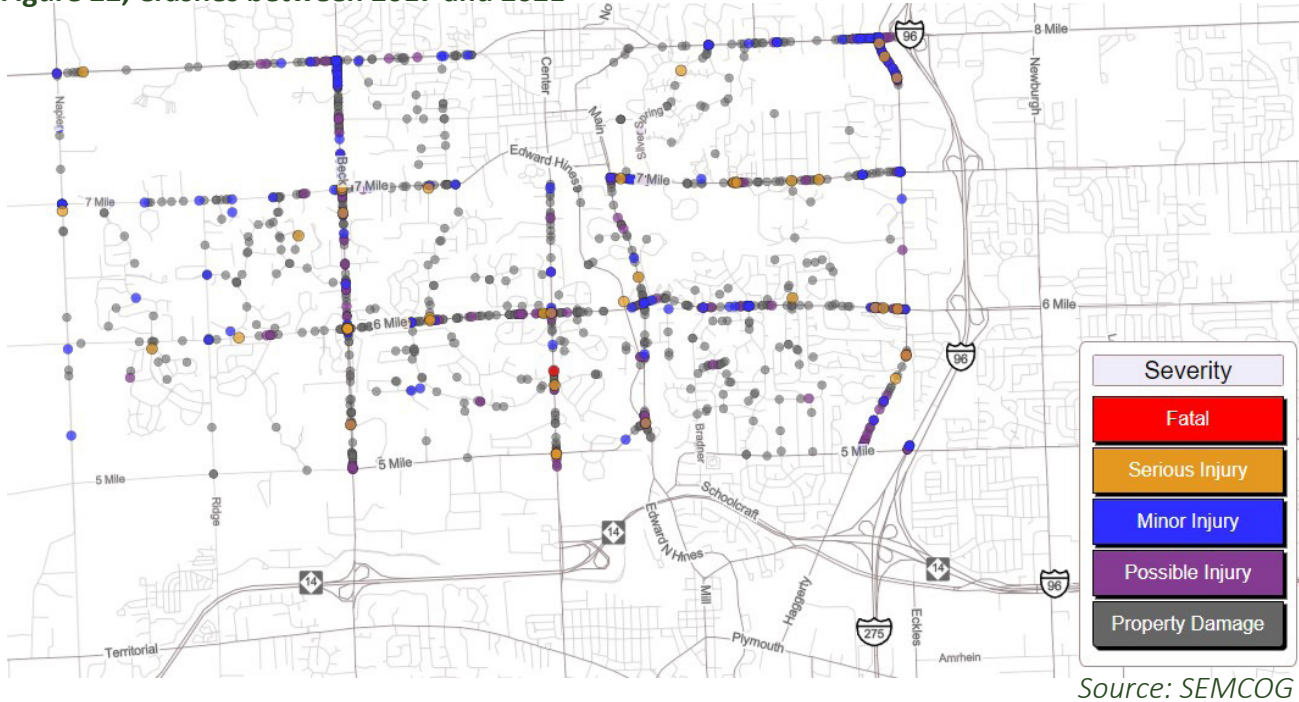 8 Mile
96
No
Newburgh
Center
Napier
Main
Silver Spring
Edward Hines
Beck
7 Mile
7 Mile
7 Mile
6 Mile
6 Mile
96
Severity
Fatal
Serious Injury
Minor Injury
Possible Injury
Property Damage
Bradner
5 Mile
5 Mile
5 Mile
Ridge
Schoolcraft
14
Edward N Hines
14
14
96
Mill
Haggerty
275
Eckles
Plymouth
Territorial
Amrhein
Source: SEMCOG